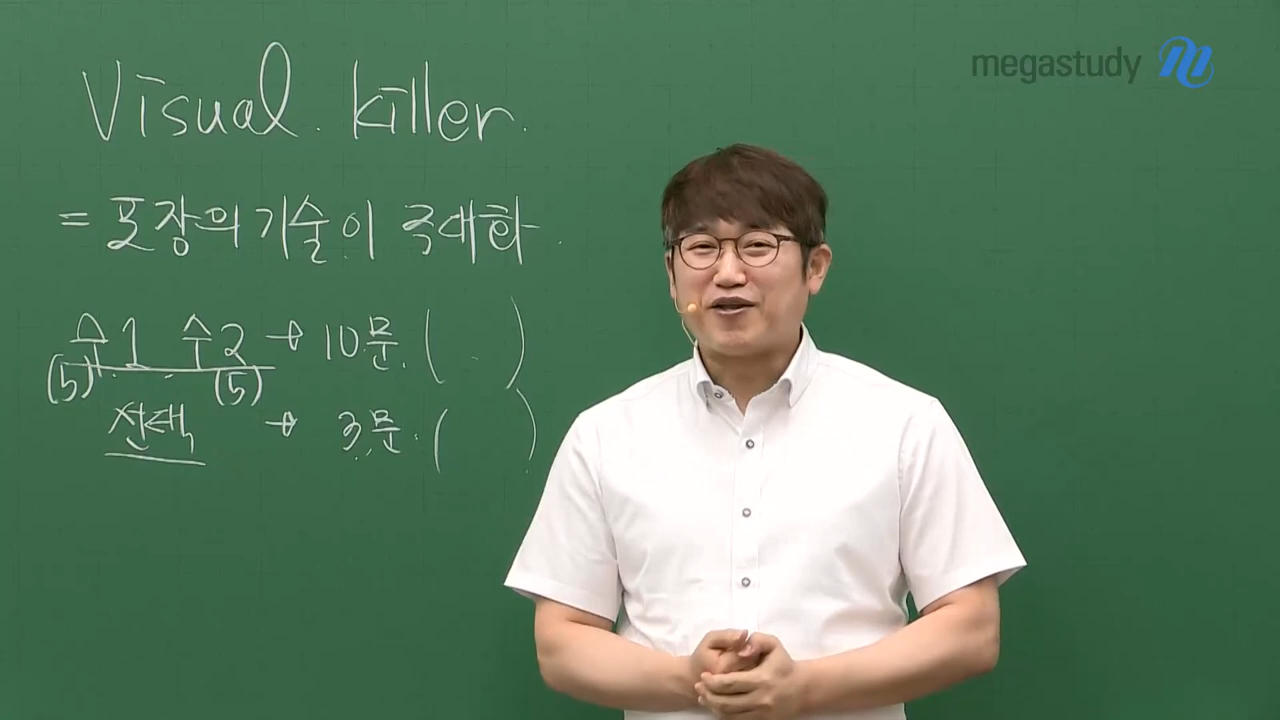 megastudy
Visual. killer.
= 포장의 기술이 극대화.
수1 수2 → 10문. ( )
(5) (5)
선택 → 3문. ( )